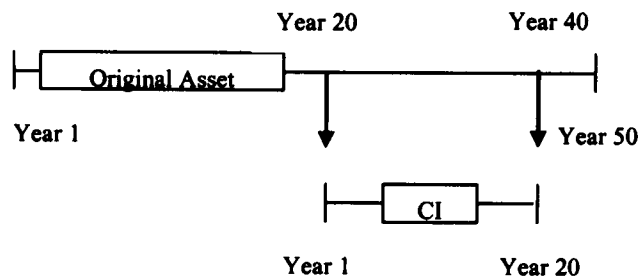 Year 20 Year 40
Original Asset
Year 1
Year 50
CI
Year 1 Year 20